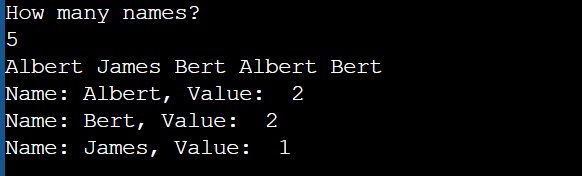 How many names?
5
Albert James Bert Albert Bert
Name: Albert, Value:  2
Name: Bert, Value:  2
Name: James, Value:  1